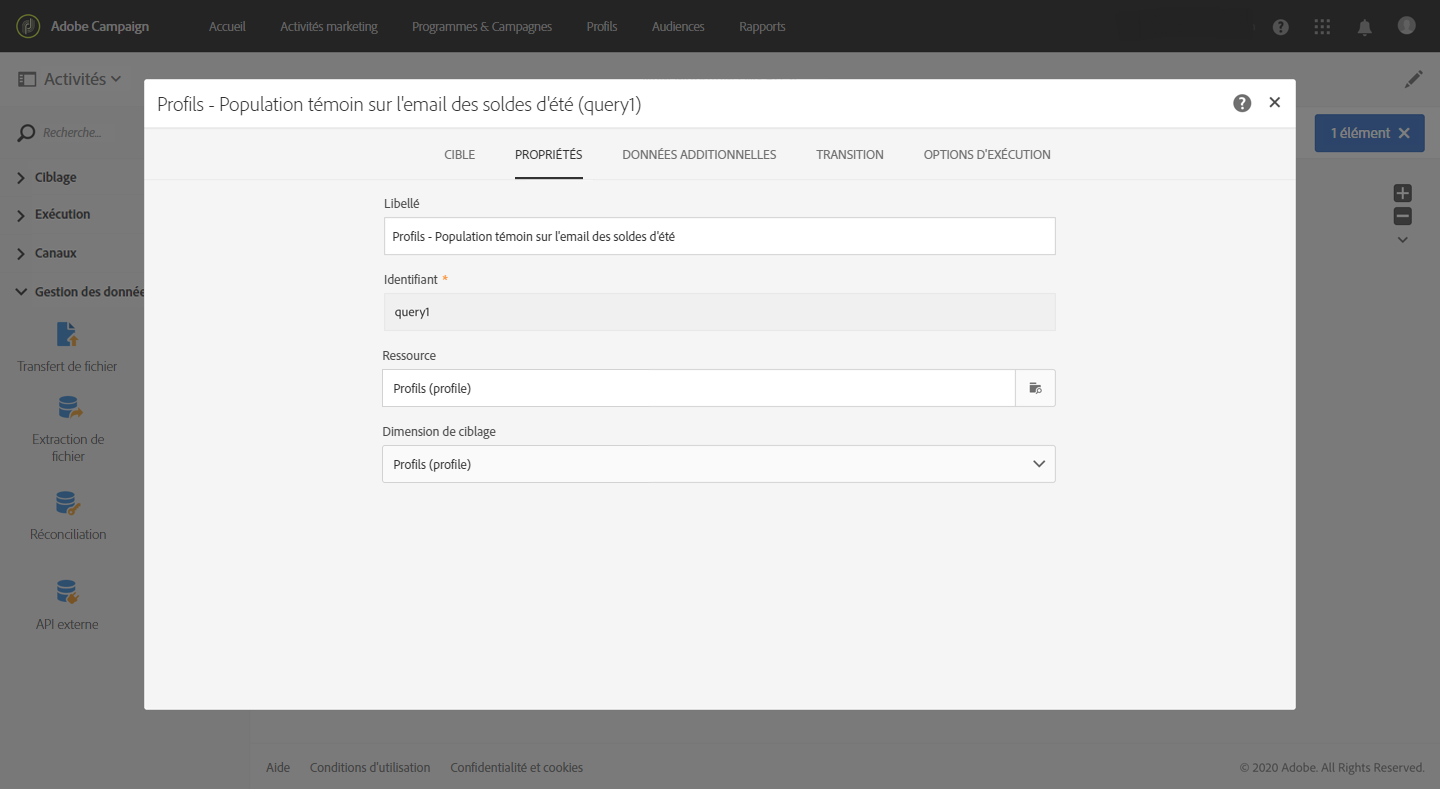 Adobe Campaign
Accueil
Activités marketing
Programmes & Campagnes
Profils
Audiences
Rapports
Activités
Profils - Population témoin sur l'email des soldes d'été (query1)
Recherche...
1 élément
CIBLE
PROPRIÉTÉS
DONNÉES ADDITIONNELLES
TRANSITION
OPTIONS D'EXÉCUTION
Ciblage
Exécution
Canaux
Gestion des donnée
Transfert de fichier
Extraction de
fichier
Réconciliation
API externe
Libellé
Profils - Population témoin sur l'email des soldes d'été
Identifiant *
query1
Ressource
Profils (profile)
Dimension de ciblage
Profils (profile)
Aide
Conditions d'utilisation
Confidentialité et cookies
© 2020 Adobe. All Rights Reserved.